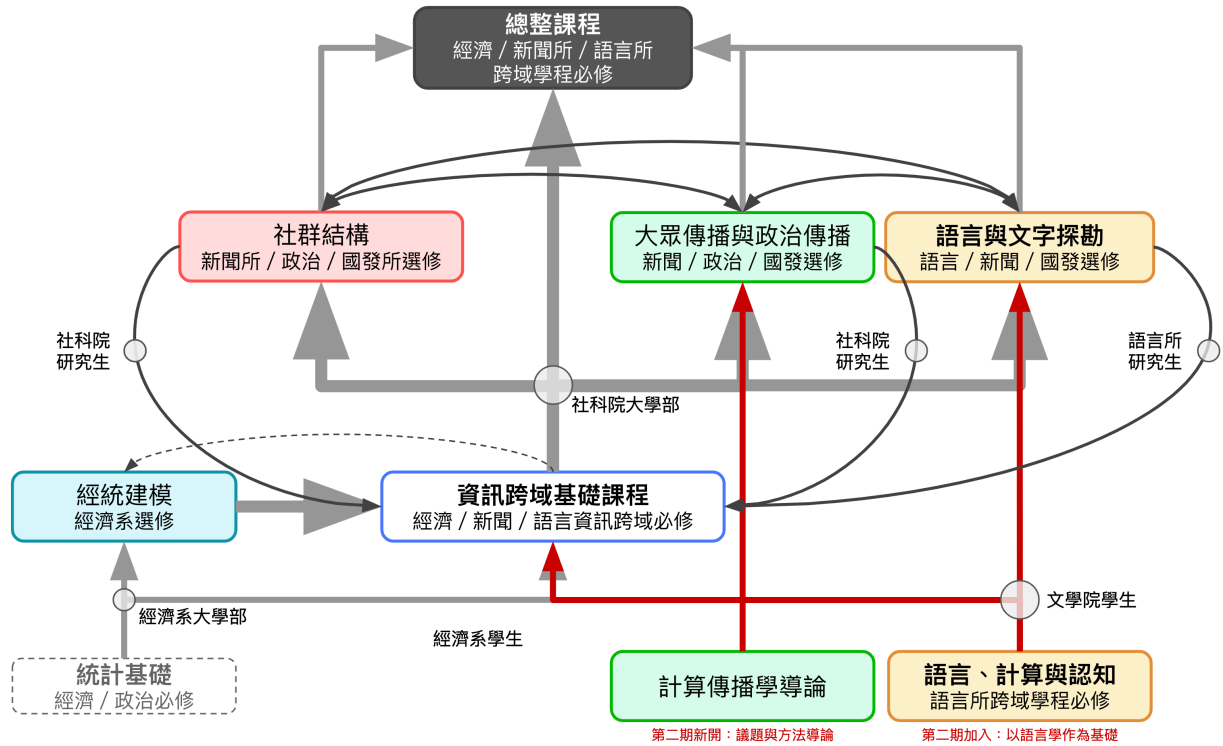 總整課程
經濟 / 新聞所 / 語言所
跨域學程必修
社群結構
新聞所 / 政治 / 國發所選修
大眾傳播與政治傳播
新聞 / 政治 / 國發選修
語言與文字探勘
語言 / 新聞 / 國發選修
社科院
研究生
社科院
研究生
語言所
研究生
社科院大學部
經統建模
經濟系選修
資訊跨域基礎課程
經濟 / 新聞 / 語言資訊跨域必修
經濟系大學部
文學院學生
經濟系學生
統計基礎
經濟 / 政治必修
計算傳播學導論
語言、計算與認知
語言所跨域學程必修
第二期新開：議題與方法導論
第二期加入：以語言學作為基礎